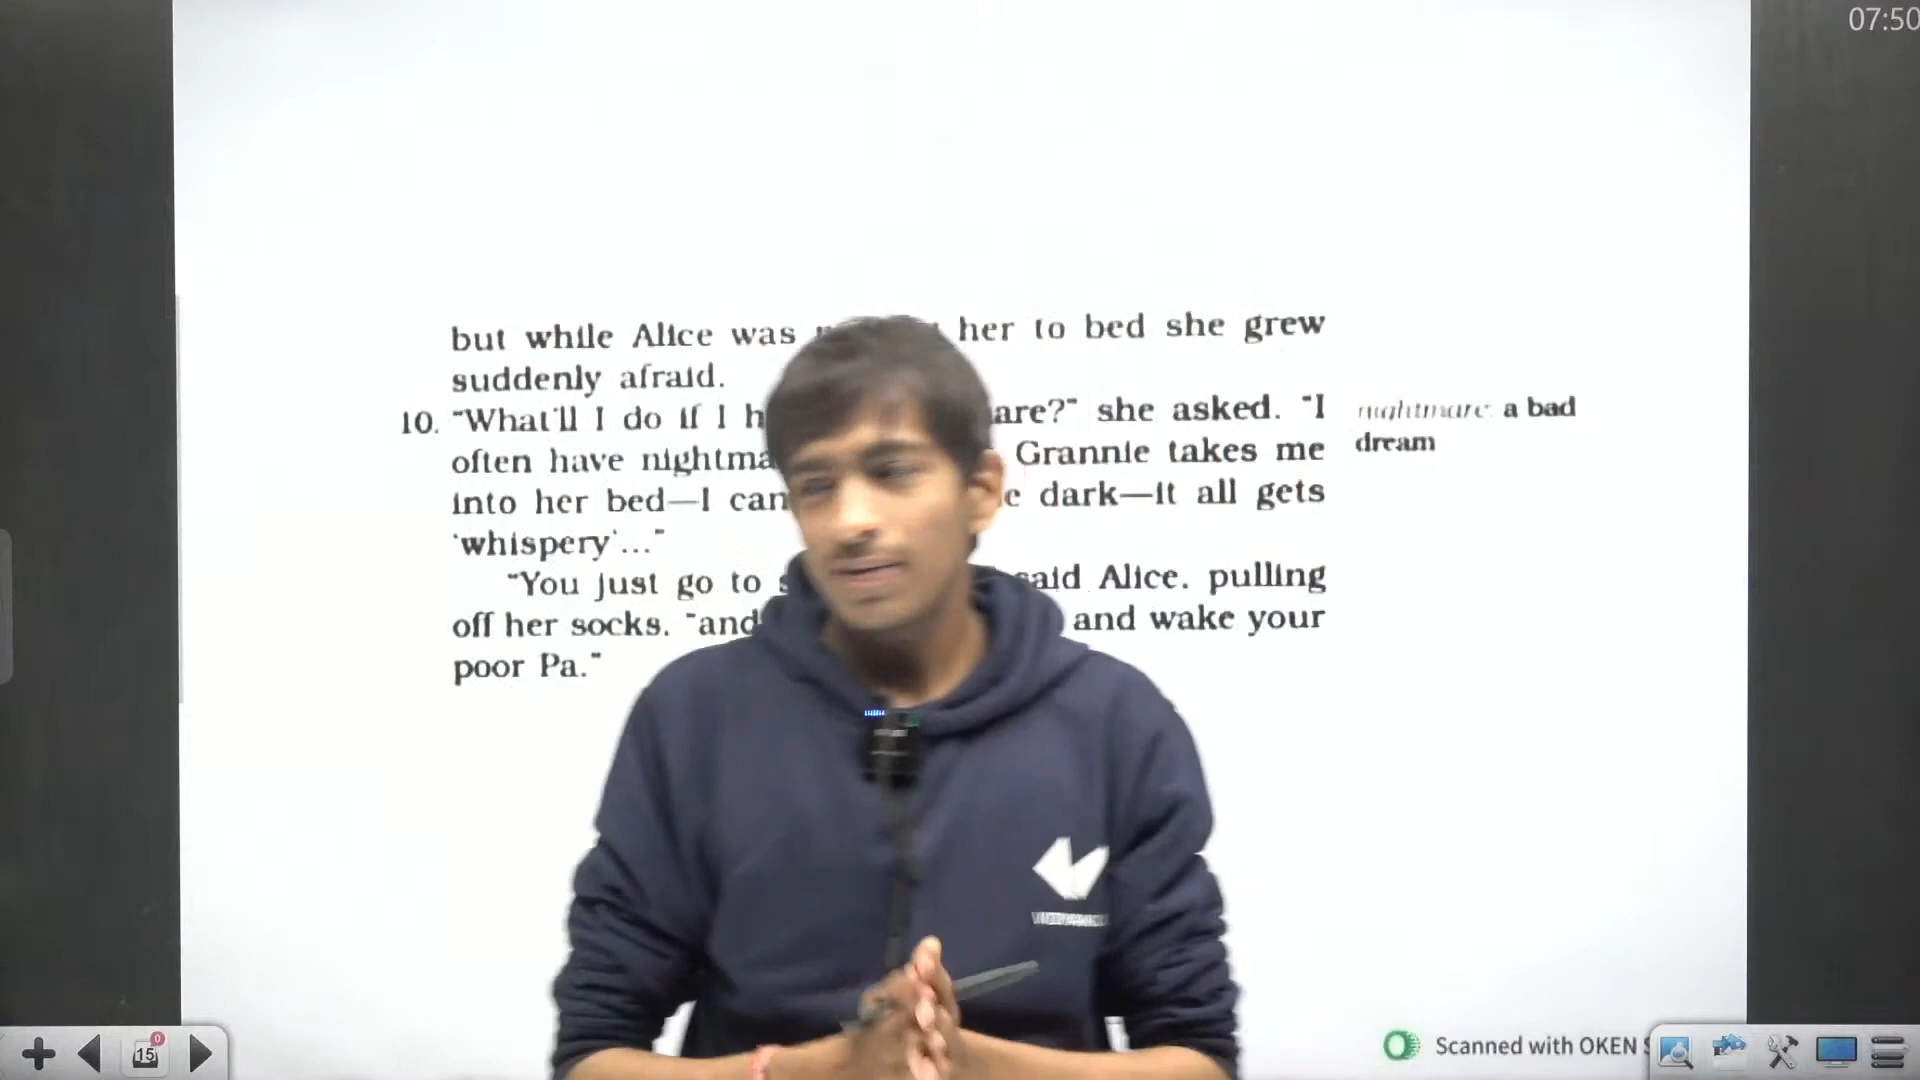 07:50
but while Alice was her to bed she grew
suddenly afraid.
10. "What'll I do if I h are?" she asked. "I
nightmare: a bad
often have nightma Grannie takes me
dream
into her bed—I can e dark—it all gets
'whispery'..."
"You just go to s said Alice, pulling
off her socks, "and and wake your
poor Pa."
0
15
Scanned with OKEN S